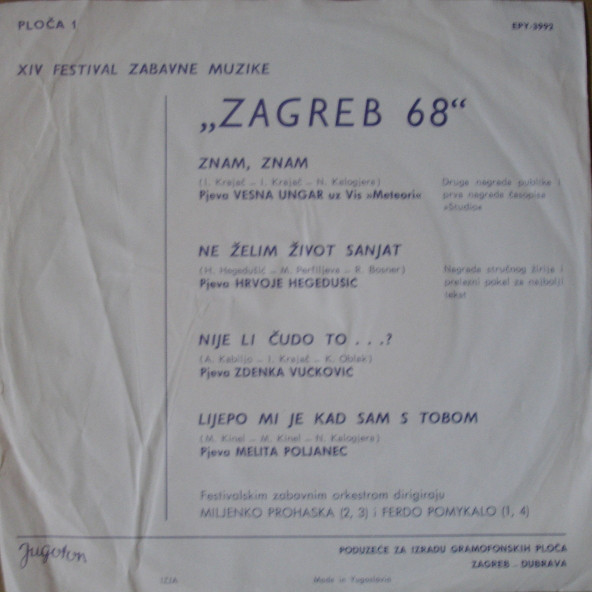 PLOČA 1
EPY-3992
XIV FESTIVAL ZABAVNE MUZIKE
„ZAGREB 68“
ZNAM, ZNAM
(I. Krajač – I. Krajač – N. Kalogjera)
Pjeva VESNA UNGAR uz Vis »Meteori«
Druga nagrada publike i
prva nagrada časopisa
»Studio«
NE ŽELIM ŽIVOT SANJAT
(H. Hegedušić – M. Perfiljeva – R. Bosner)
Pjeva HRVOJE HEGEDUŠIĆ
Nagrada stručnog žirija i
prelazni pokal za najbolji
tekst
NIJE LI ČUDO TO . . .?
(A. Kabiljo – I. Krajač – K. Oblak)
Pjeva ZDENKA VUČKOVIĆ
LIJEPO MI JE KAD SAM S TOBOM
(M. Kinel – M. Kinel – N. Kalogjera)
Pjeva MELITA POLJANEC
Festivalskim zabavnim orkestrom dirigiraju
MILJENKO PROHASKA (2, 3) i FERDO POMYKALO (1, 4)
Jugoton
PODUZEĆE ZA IZRADU GRAMOFONSKIH PLOČA
ZAGREB – DUBRAVA
Made in Yugoslavia